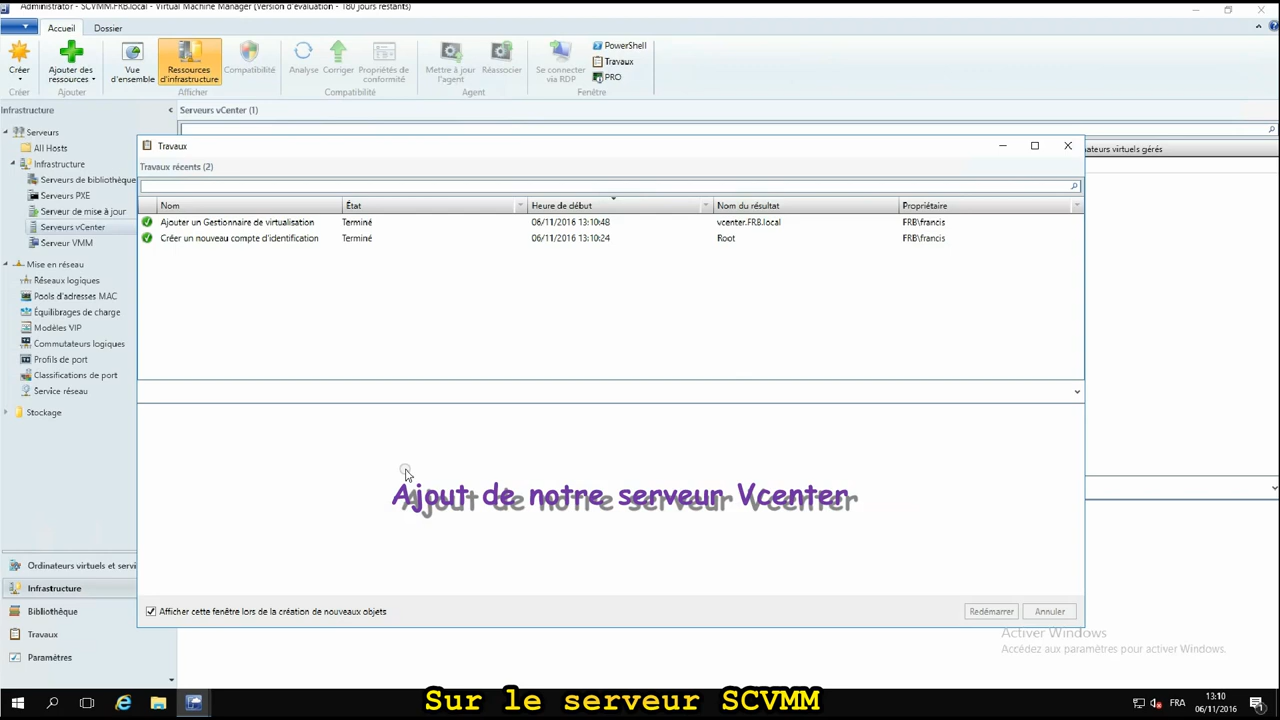 Administrator - SCVMM.FRB.local - Virtual Machine Manager (Version d'évaluation - 180 jours restants)
Accueil Dossier
Créer
Ajouter des ressources
Vue d'ensemble
Ressources d'infrastructure
Compatibilité
Analyse
Corriger
Propriétés de conformité
Mettre à jour l'agent
Réassocier
Se connecter via RDP
PowerShell
Travaux
PRO
Créer Ajouter Afficher Compatibilité Agent Fenêtre
Infrastructure
Serveurs vCenter (1)
Serveurs
All Hosts
Infrastructure
Serveurs de bibliothèque
Serveurs PXE
Serveur de mise à jour
Serveurs vCenter
Serveur VMM
Mise en réseau
Réseaux logiques
Pools d'adresses MAC
Équilibrages de charge
Modèles VIP
Commutateurs logiques
Profils de port
Classifications de port
Service réseau
Stockage
Ordinateurs virtuels et servi
Infrastructure
Bibliothèque
Travaux
Paramètres
ateurs virtuels gérés
Travaux
Travaux récents (2)
Nom État Heure de début Nom du résultat Propriétaire
Ajouter un Gestionnaire de virtualisation Terminé 06/11/2016 13:10:48 vcenter.FRB.local FRB\francis
Créer un nouveau compte d'identification Terminé 06/11/2016 13:10:24 Root FRB\francis
Ajout de notre serveur Vcenter
Afficher cette fenêtre lors de la création de nouveaux objets
Redémarrer Annuler
Activer Windows
Accédez aux paramètres pour activer Windows.
Sur le serveur SCVMM
FRA
13:10
06/11/2016